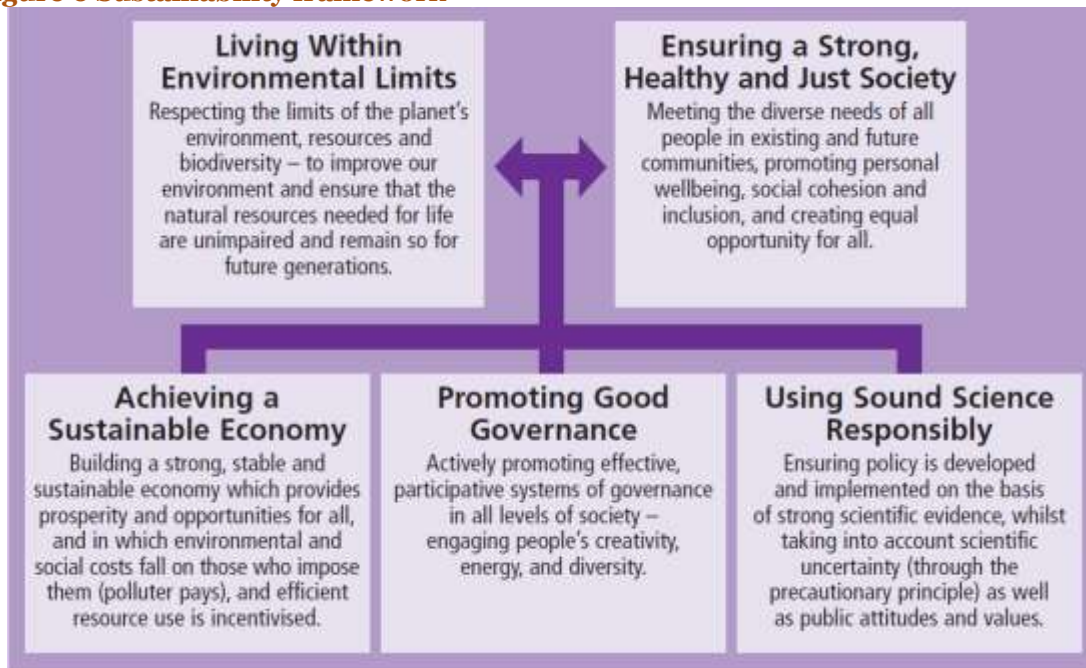 Sustainability framework
Living Within
Environmental Limits
Respecting the limits of the planet's
environment, resources and
biodiversity – to improve our
environment and ensure that the
natural resources needed for life
are unimpaired and remain so for
future generations.
Ensuring a Strong,
Healthy and Just Society
Meeting the diverse needs of all
people in existing and future
communities, promoting personal
wellbeing, social cohesion and
inclusion, and creating equal
opportunity for all.
Achieving a
Sustainable Economy
Building a strong, stable and
sustainable economy which provides
prosperity and opportunities for all,
and in which environmental and
social costs fall on those who impose
them (polluter pays), and efficient
resource use is incentivised.
Promoting Good
Governance
Actively promoting effective,
participative systems of governance
in all levels of society –
engaging people's creativity,
energy, and diversity.
Using Sound Science
Responsibly
Ensuring policy is developed
and implemented on the basis
of strong scientific evidence, whilst
taking into account scientific
uncertainty (through the
precautionary principle) as well
as public attitudes and values.